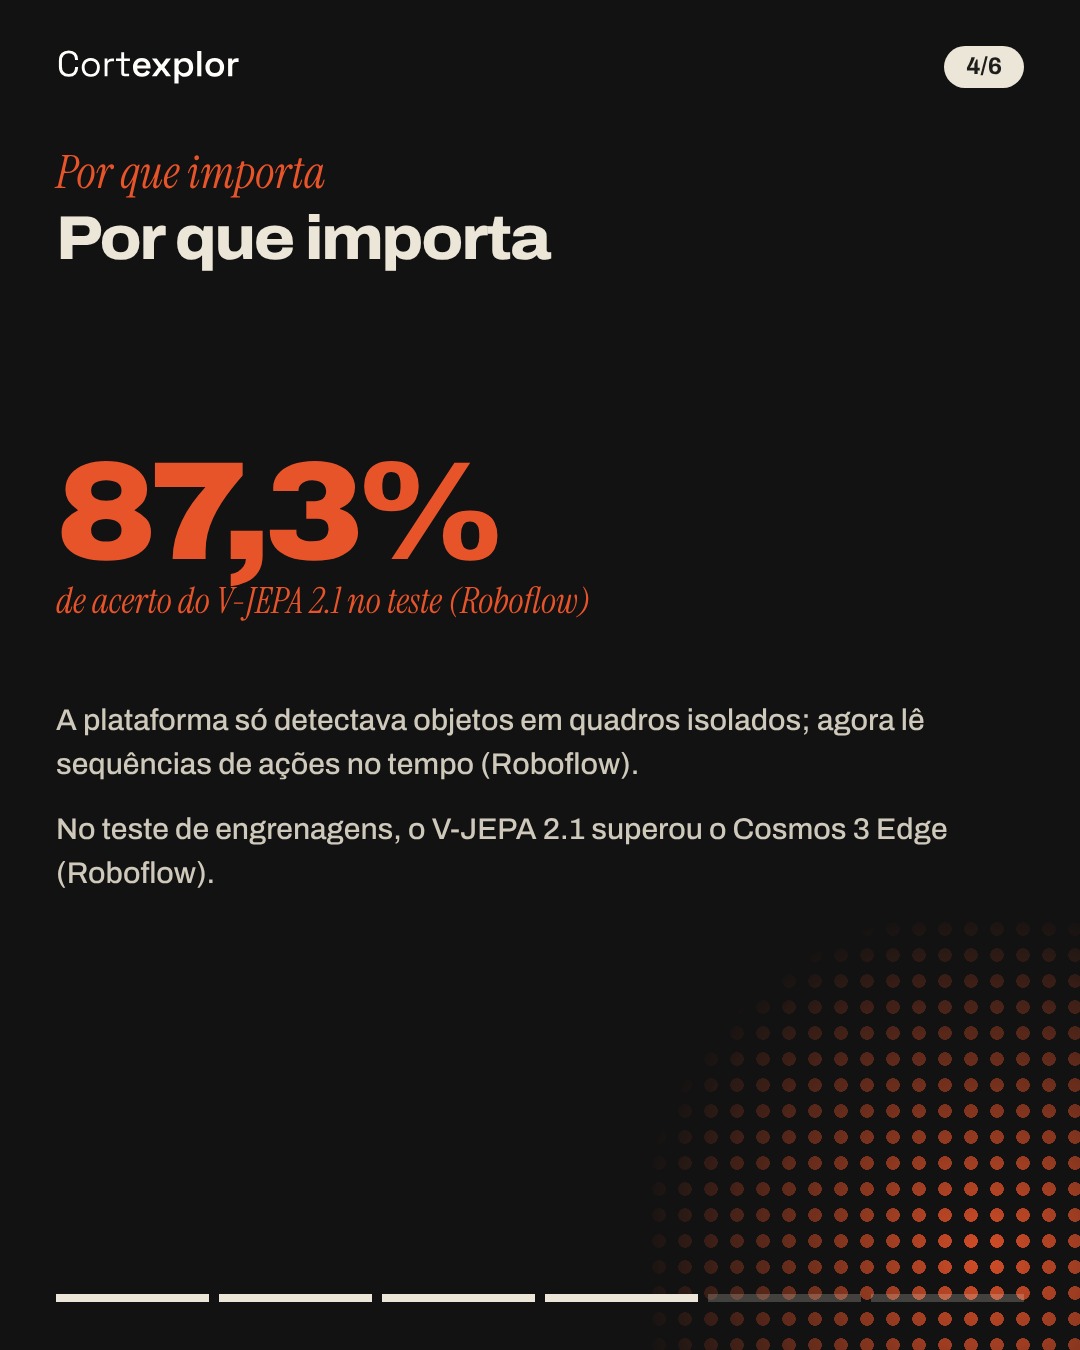 Cortexplor
4/6
Por que importa
Por que importa
87,3%
de acerto do V-JEPA 2.1 no teste (Roboflow)
A plataforma só detectava objetos em quadros isolados; agora lê
sequências de ações no tempo (Roboflow).
No teste de engrenagens, o V-JEPA 2.1 superou o Cosmos 3 Edge
(Roboflow).